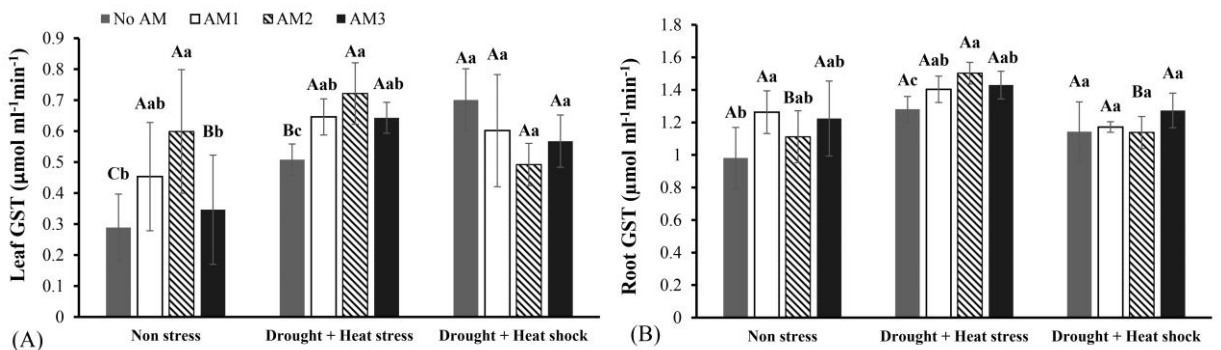 No AM AM1 AM2 AM3
Leaf GST (µmol ml⁻¹min⁻¹)
0.9
0.8
0.7
0.6
0.5
0.4
0.3
0.2
0.1
0
Cb Aab Aa Bb
Bc Aab Aa Aab
Aa Aa Aa Aa
Non stress Drought + Heat stress Drought + Heat shock
(A)
Root GST (µmol ml⁻¹min⁻¹)
1.8
1.6
1.4
1.2
1
0.8
0.6
0.4
0.2
0
Ab Aa Bab Aab
Ac Aab Aa Aab
Aa Aa Ba Aa
Non stress Drought + Heat stress Drought + Heat shock
(B)